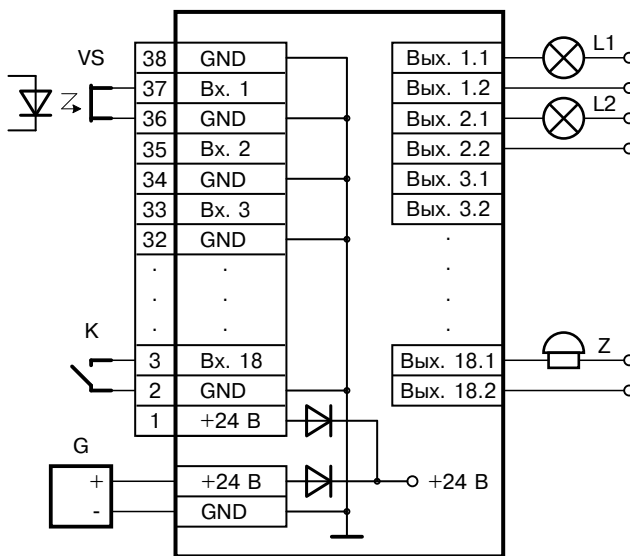 VS
38 GND
37 Вх. 1
36 GND
35 Вх. 2
34 GND
33 Вх. 3
32 GND
. .
. .
. .
K
3 Вх. 18
2 GND
1 +24 В
G
+ +24 В
- GND
Вых. 1.1 L1
Вых. 1.2
Вых. 2.1 L2
Вых. 2.2
Вых. 3.1
Вых. 3.2
.
.
.
.
Вых. 18.1 Z
Вых. 18.2
+24 В